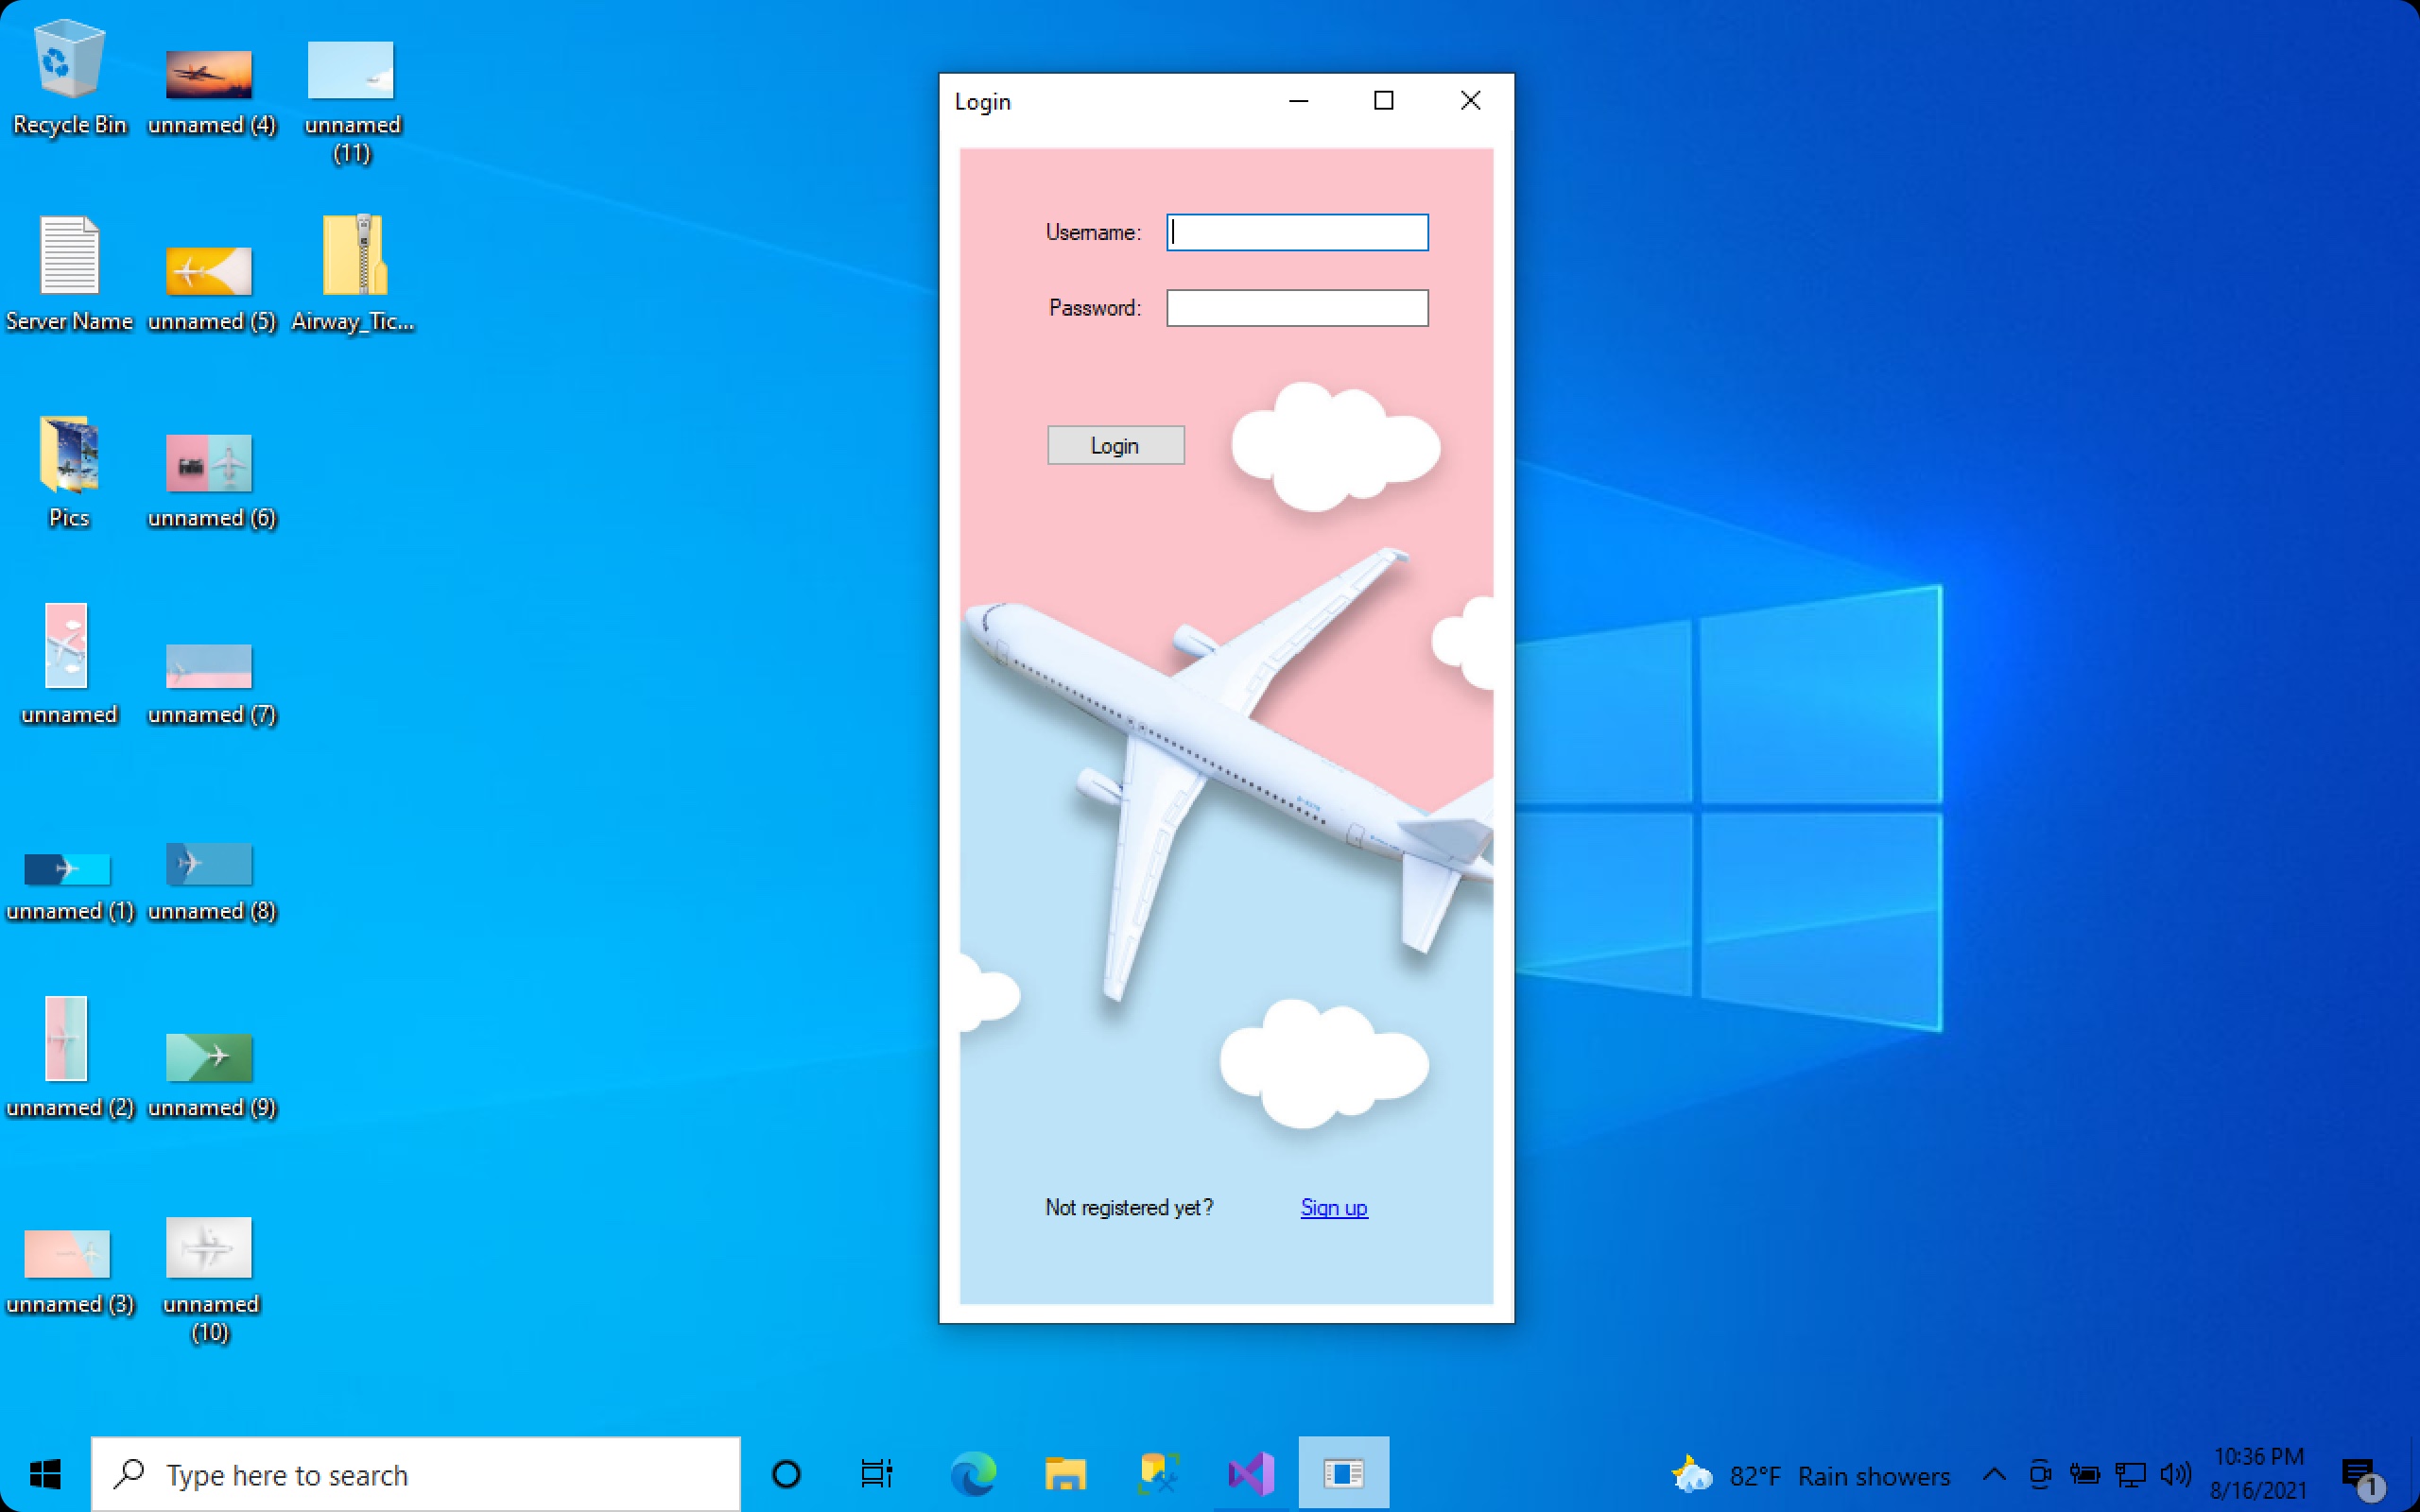 Recycle Bin
unnamed (4)
unnamed
(11)
Server Name
unnamed (5)
Airway_Tic...
Pics
unnamed (6)
unnamed
unnamed (7)
unnamed (1)
unnamed (8)
unnamed (2)
unnamed (9)
unnamed (3)
unnamed
(10)
Login
Username:
Password:
Login
Not registered yet?
Sign up
Type here to search
82°F Rain showers
10:36 PM
8/16/2021
1